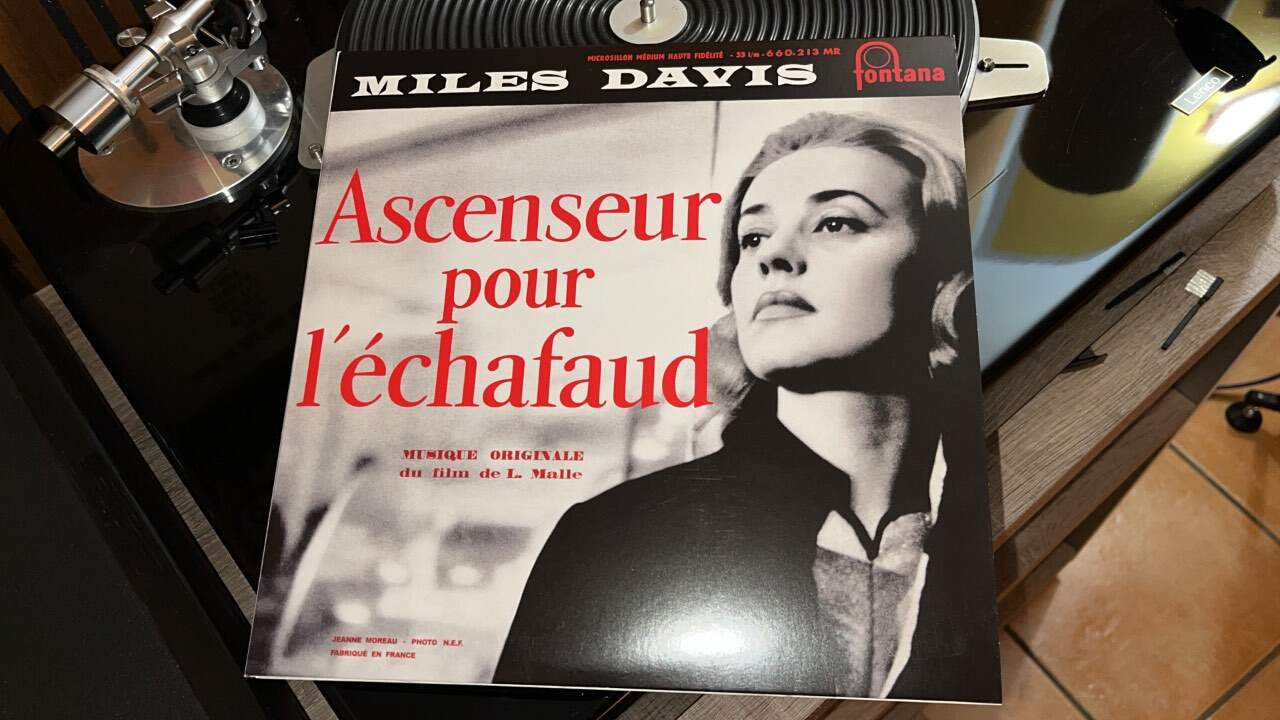 MICROSILLON MÉDIUM HAUTE FIDÉLITÉ - 33 t/m - 660.213 MR
MILES DAVIS
fontana
Lenco
Ascenseur
pour
l'échafaud
MUSIQUE ORIGINALE
du film de L. Malle
JEANNE MOREAU - PHOTO N.E.F.
FABRIQUÉ EN FRANCE